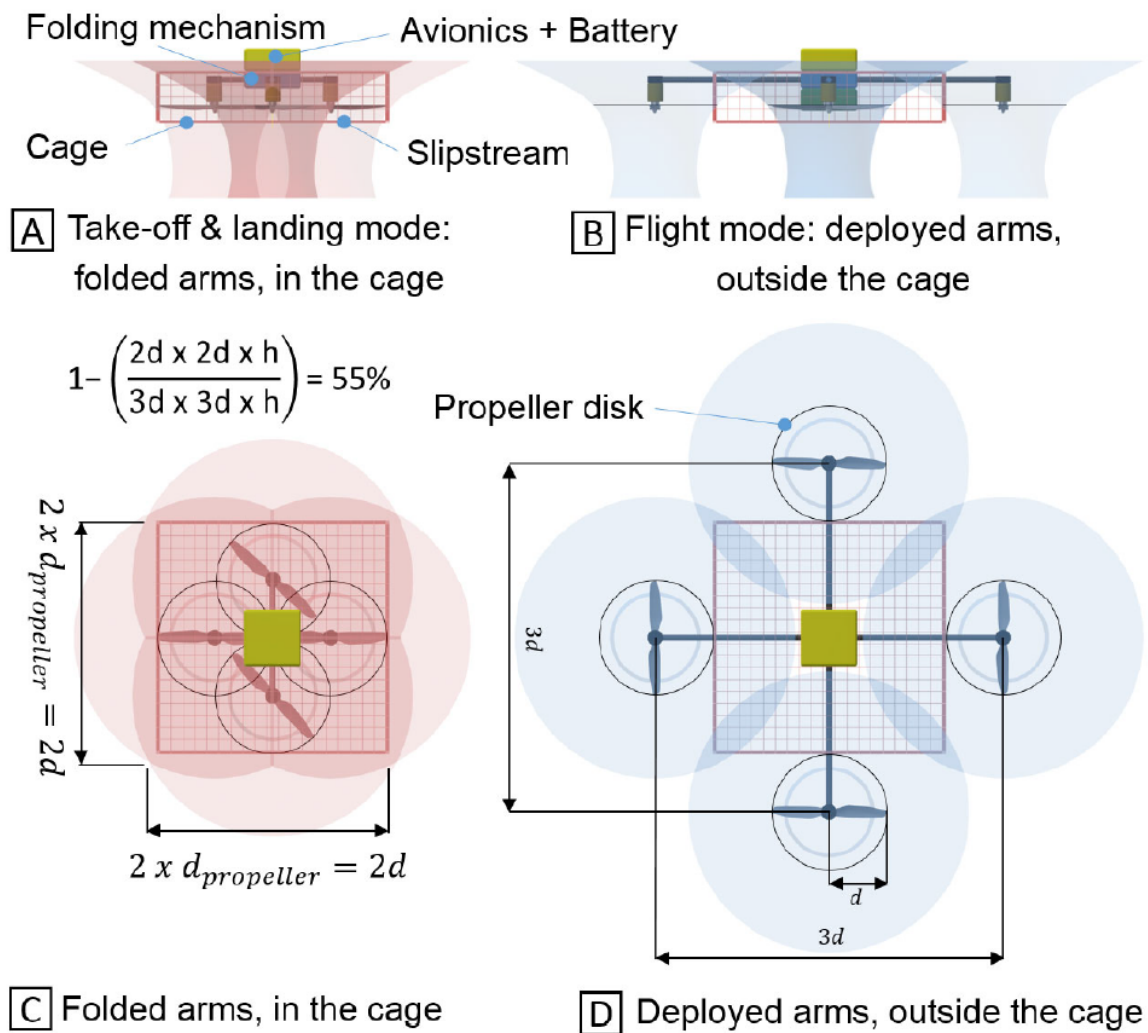 Folding mechanism
Avionics + Battery
Cage
Slipstream
A Take-off & landing mode:
folded arms, in the cage
B Flight mode: deployed arms,
outside the cage
1– (2d x 2d x h / 3d x 3d x h) = 55%
Propeller disk
2 x d_propeller = 2d
2 x d_propeller = 2d
3d
d
3d
C Folded arms, in the cage
D Deployed arms, outside the cage